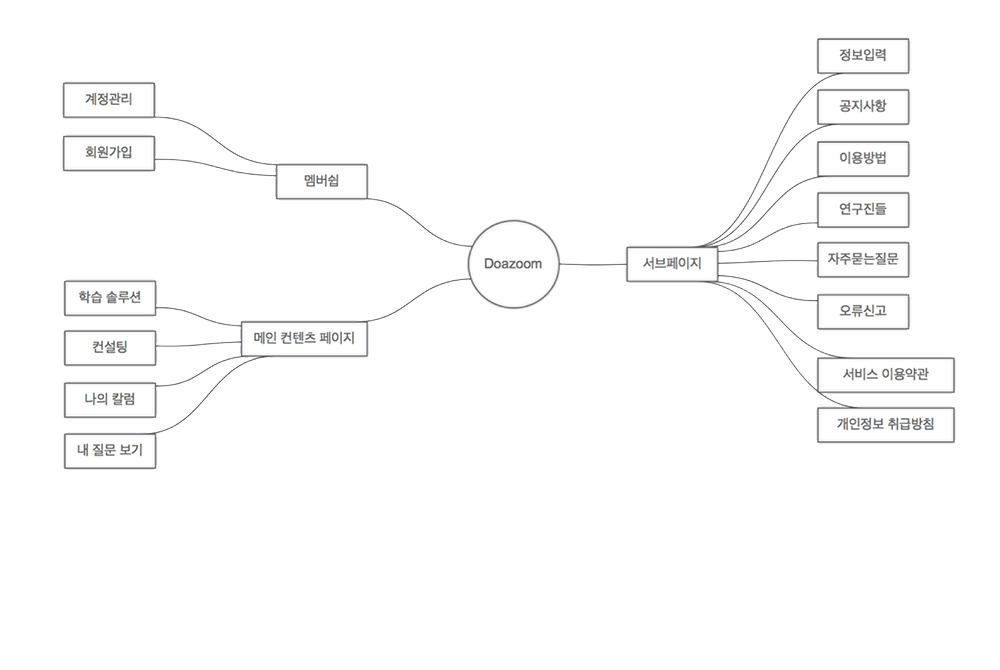 계정관리
회원가입
멤버쉽
학습 솔루션
컨설팅
나의 칼럼
내 질문 보기
메인 컨텐츠 페이지
Doazoom
서브페이지
정보입력
공지사항
이용방법
연구진들
자주묻는질문
오류신고
서비스 이용약관
개인정보 취급방침